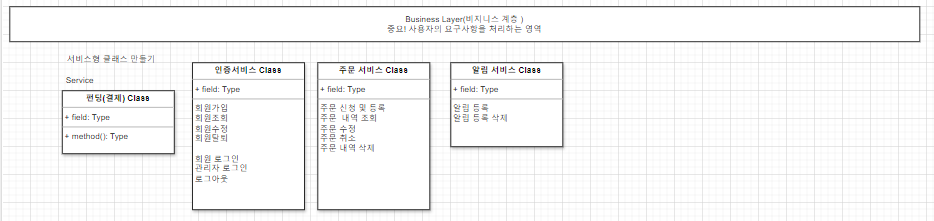 Business Layer(비지니스 계층 )
중요! 사용자의 요구사항을 처리하는 영역
서비스형 클래스 만들기
Service
펀딩(결제) Class
+ field: Type
+ method(): Type
인증서비스 Class
+ field: Type
회원가입
회원조회
회원수정
회원탈퇴
회원 로그인
관리자 로그인
로그아웃
주문 서비스 Class
+ field: Type
주문 신청 및 등록
주문 내역 조회
주문 수정
주문 취소
주문 내역 삭제
알림 서비스 Class
+ field: Type
알림 등록
알림 등록 삭제